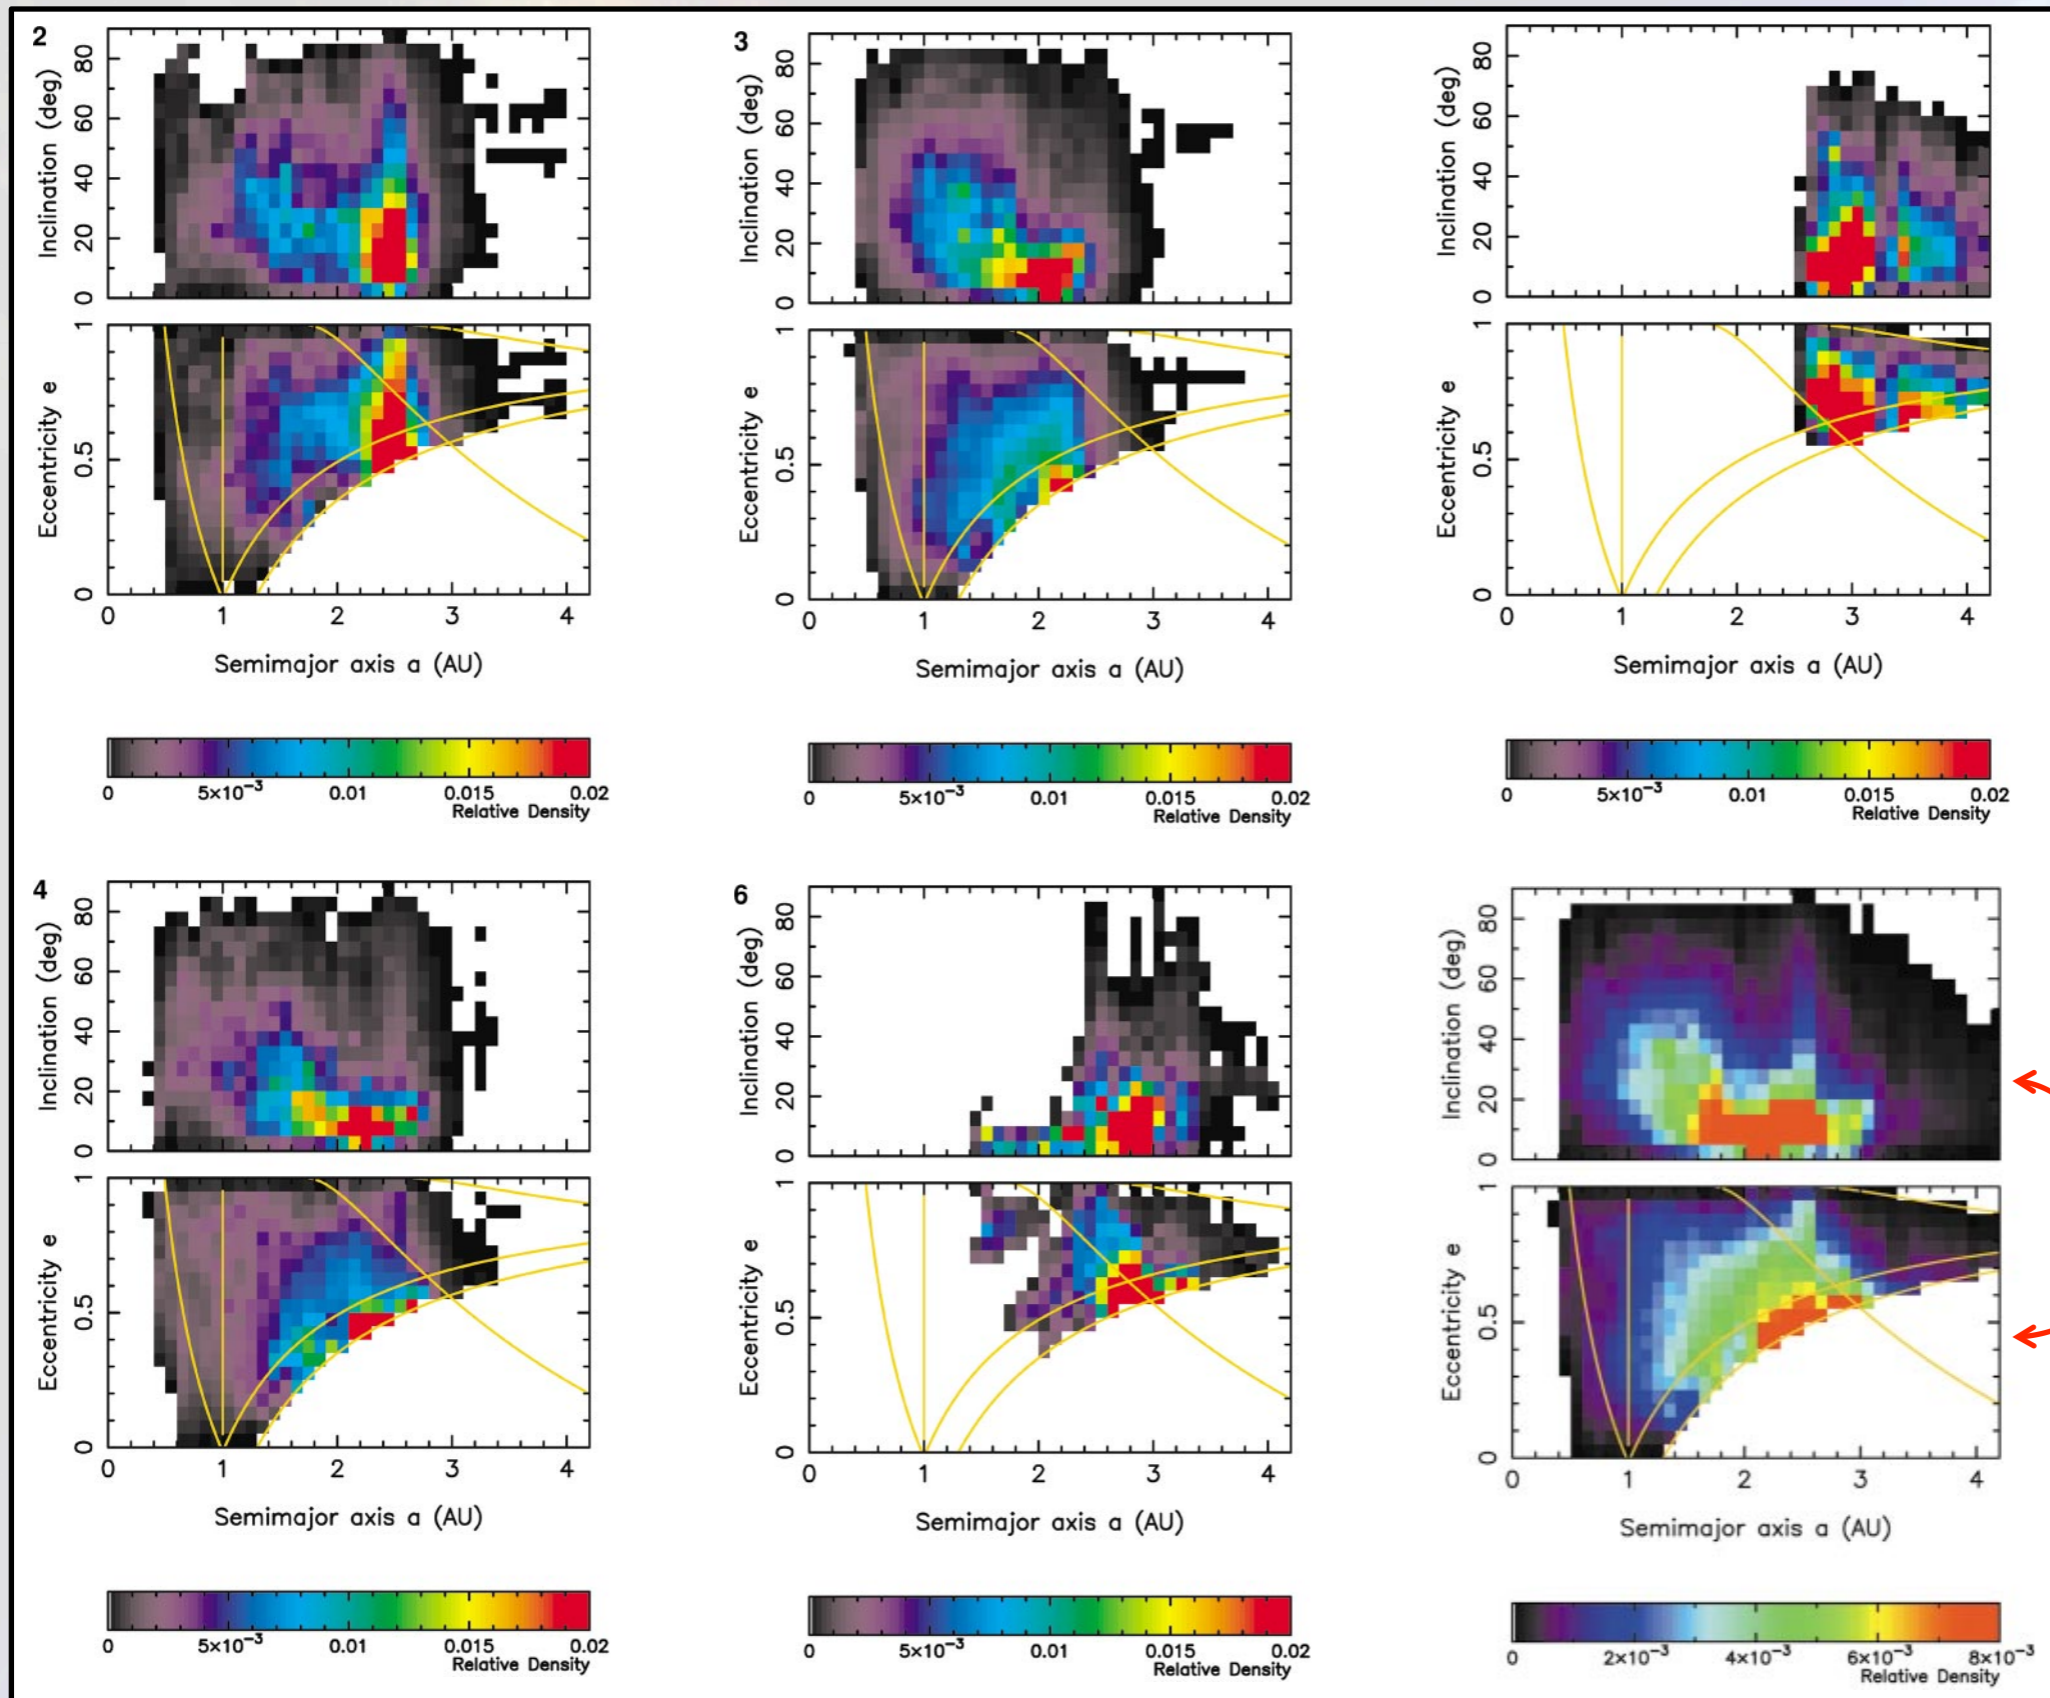 2
Inclination (deg)
0 20 40 60 80
Eccentricity e
0 0.5 1
0 1 2 3 4
Semimajor axis a (AU)
0 5×10⁻³ 0.01 0.015 0.02
Relative Density
3
Inclination (deg)
0 20 40 60 80
Eccentricity e
0 0.5 1
0 1 2 3 4
Semimajor axis a (AU)
0 5×10⁻³ 0.01 0.015 0.02
Relative Density
Inclination (deg)
0 20 40 60 80
Eccentricity e
0 0.5 1
0 1 2 3 4
Semimajor axis a (AU)
0 5×10⁻³ 0.01 0.015 0.02
Relative Density
4
Inclination (deg)
0 20 40 60 80
Eccentricity e
0 0.5 1
0 1 2 3 4
Semimajor axis a (AU)
0 5×10⁻³ 0.01 0.015 0.02
Relative Density
6
Inclination (deg)
0 20 40 60 80
Eccentricity e
0 0.5 1
0 1 2 3 4
Semimajor axis a (AU)
0 5×10⁻³ 0.01 0.015 0.02
Relative Density
Inclination (deg)
0 20 40 60 80
Eccentricity e
0 0.5 1
0 1 2 3 4
Semimajor axis a (AU)
0 2×10⁻³ 4×10⁻³ 6×10⁻³ 8×10⁻³
Relative Density